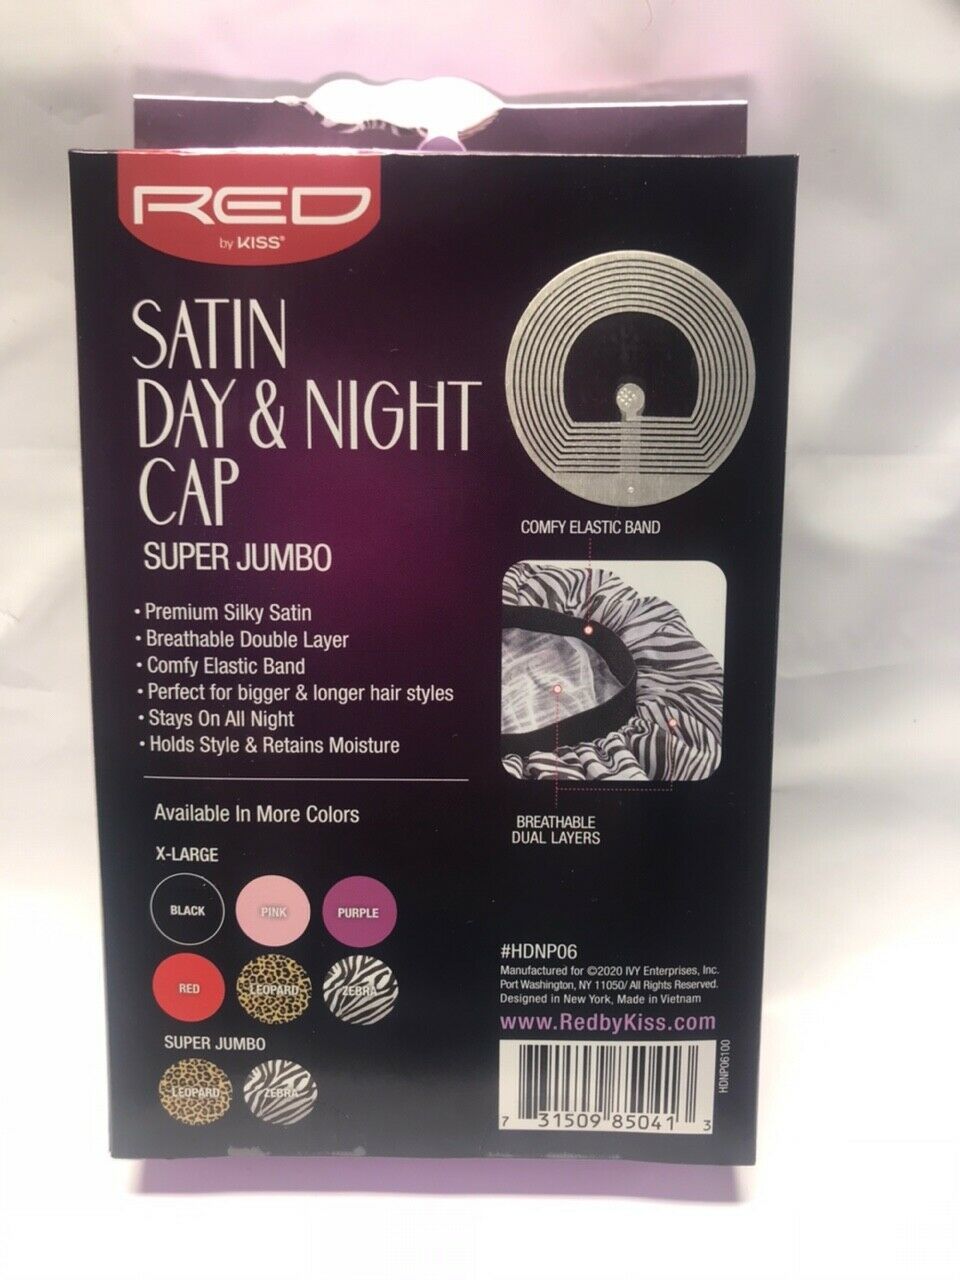 RED
by KISS®
SATIN
DAY & NIGHT
CAP
SUPER JUMBO
• Premium Silky Satin
• Breathable Double Layer
• Comfy Elastic Band
• Perfect for bigger & longer hair styles
• Stays On All Night
• Holds Style & Retains Moisture
COMFY ELASTIC BAND
BREATHABLE
DUAL LAYERS
Available In More Colors
X-LARGE
BLACK PINK PURPLE
RED LEOPARD ZEBRA
SUPER JUMBO
LEOPARD ZEBRA
#HDNP06
Manufactured for ©2020 IVY Enterprises, Inc.
Port Washington, NY 11050/ All Rights Reserved.
Designed in New York, Made in Vietnam
www.RedbyKiss.com
HDNP06100
7 31509 85041 3